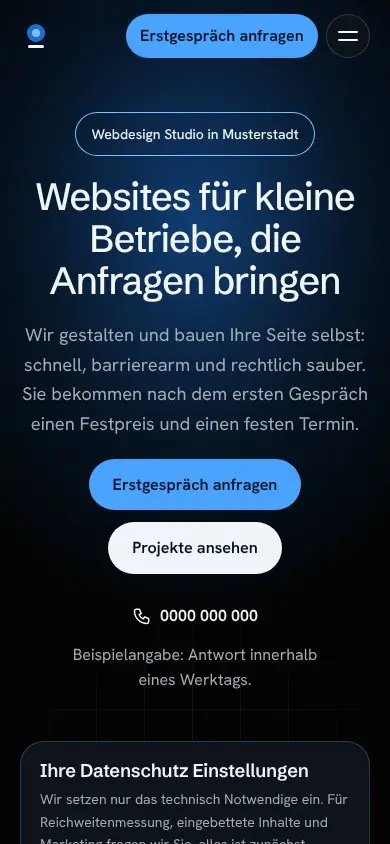 Erstgespräch anfragen
Webdesign Studio in Musterstadt
Websites für kleine
Betriebe, die
Anfragen bringen
Wir gestalten und bauen Ihre Seite selbst:
schnell, barrierearm und rechtlich sauber.
Sie bekommen nach dem ersten Gespräch
einen Festpreis und einen festen Termin.
Erstgespräch anfragen
Projekte ansehen
0000 000 000
Beispielangabe: Antwort innerhalb
eines Werktags.
Ihre Datenschutz Einstellungen
Wir setzen nur das technisch Notwendige ein. Für
Reichweitenmessung, eingebettete Inhalte und
Marketing fragen wir Sie, alles ist zunächst